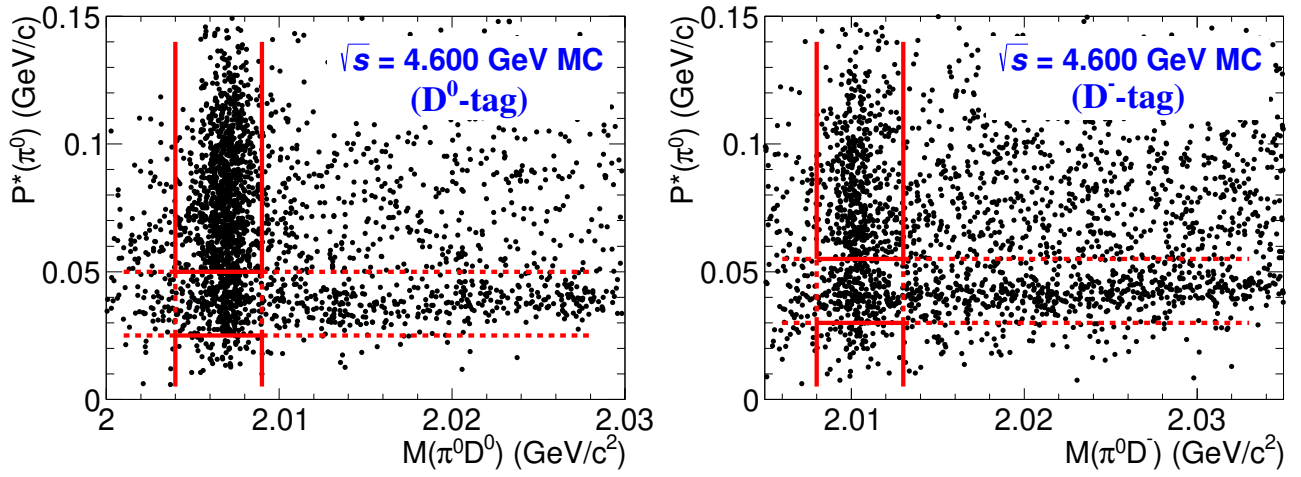 P*(π⁰) (GeV/c)
0.15
0.1
0.05
0
√s = 4.600 GeV MC
(D⁰-tag)
2 2.01 2.02 2.03
M(π⁰D⁰) (GeV/c²)
P*(π⁰) (GeV/c)
0.15
0.1
0.05
0
√s = 4.600 GeV MC
(D⁻-tag)
2.01 2.02 2.03
M(π⁰D⁻) (GeV/c²)